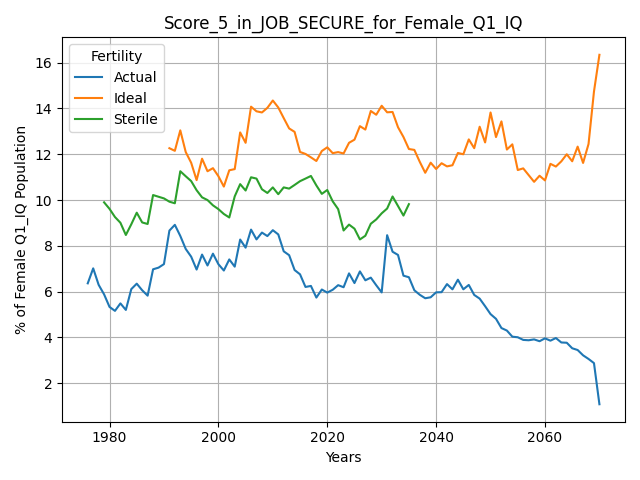 Score_5_in_JOB_SECURE_for_Female_Q1_IQ
Fertility
Actual
Ideal
Sterile
% of Female Q1_IQ Population
16
14
12
10
8
6
4
2
1980
2000
2020
2040
2060
Years